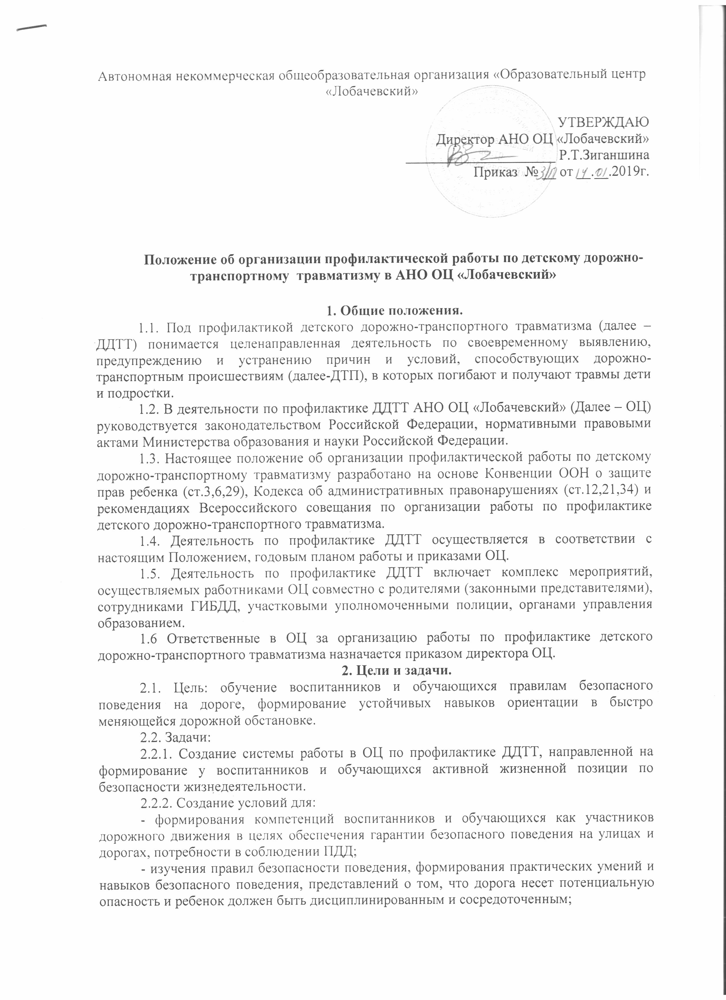 Автономная некоммерческая общеобразовательная организация «Образовательный центр
«Лобачевский»
УТВЕРЖДАЮ
Директор АНО ОЦ «Лобачевский»
Р.Т.Зиганшина
Приказ № 3/П от 14.01.2019г.
Положение об организации профилактической работы по детскому дорожно-
транспортному травматизму в АНО ОЦ «Лобачевский»
1. Общие положения.
1.1. Под профилактикой детского дорожно-транспортного травматизма (далее –
ДДТТ) понимается целенаправленная деятельность по своевременному выявлению,
предупреждению и устранению причин и условий, способствующих дорожно-
транспортным происшествиям (далее-ДТП), в которых погибают и получают травмы дети
и подростки.
1.2. В деятельности по профилактике ДДТТ АНО ОЦ «Лобачевский» (Далее – ОЦ)
руководствуется законодательством Российской Федерации, нормативными правовыми
актами Министерства образования и науки Российской Федерации.
1.3. Настоящее положение об организации профилактической работы по детскому
дорожно-транспортному травматизму разработано на основе Конвенции ООН о защите
прав ребенка (ст.3,6,29), Кодекса об административных правонарушениях (ст.12,21,34) и
рекомендациях Всероссийского совещания по организации работы по профилактике
детского дорожно-транспортного травматизма.
1.4. Деятельность по профилактике ДДТТ осуществляется в соответствии с
настоящим Положением, годовым планом работы и приказами ОЦ.
1.5. Деятельность по профилактике ДДТТ включает комплекс мероприятий,
осуществляемых работниками ОЦ совместно с родителями (законными представителями),
сотрудниками ГИБДД, участковыми уполномоченными полиции, органами управления
образованием.
1.6 Ответственные в ОЦ за организацию работы по профилактике детского
дорожно-транспортного травматизма назначается приказом директора ОЦ.
2. Цели и задачи.
2.1. Цель: обучение воспитанников и обучающихся правилам безопасного
поведения на дороге, формирование устойчивых навыков ориентации в быстро
меняющейся дорожной обстановке.
2.2. Задачи:
2.2.1. Создание системы работы в ОЦ по профилактике ДДТТ, направленной на
формирование у воспитанников и обучающихся активной жизненной позиции по
безопасности жизнедеятельности.
2.2.2. Создание условий для:
- формирования компетенций воспитанников и обучающихся как участников
дорожного движения в целях обеспечения гарантии безопасного поведения на улицах и
дорогах, потребности в соблюдении ПДД;
- изучения правил безопасности поведения, формирования практических умений и
навыков безопасного поведения, представлений о том, что дорога несет потенциальную
опасность и ребенок должен быть дисциплинированным и сосредоточенным;